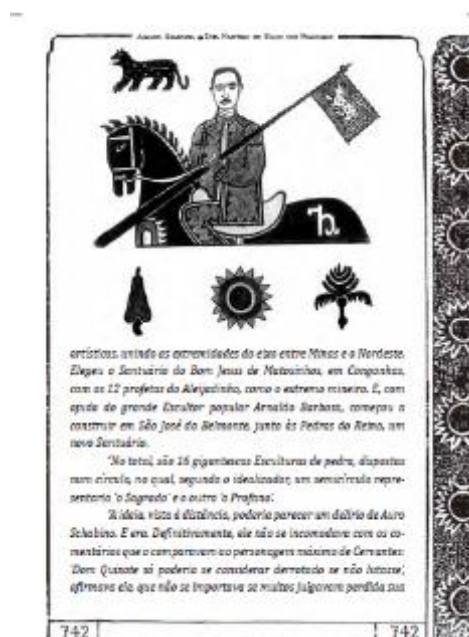 artísticas, unindo as extremidades do eixo entre Minas e o Nordeste.
Elegeu o Santuário do Bom Jesus de Matosinhos, em Congonhas,
com os 12 profetas do Aleijadinho, como o extremo mineiro. E, com
ajuda do grande Escultor popular Arnaldo Barbosa, começou a
construir em São José do Belmonte, junto às Pedras do Reino, um
novo Santuário.
"No total, são 16 gigantescas Esculturas de pedra, dispostas
num círculo, no qual, segundo o idealizador, um semicírculo repre-
sentaria 'o Sagrado' e o outro 'o Profano'.
"A ideia, vista à distância, poderia parecer um delírio de Auro
Schabino. E era. Definitivamente, ele não se incomodava com os co-
mentários que o comparavam ao personagem máximo de Cervantes:
'Dom Quixote só poderia se considerar derrotado se não lutasse',
afirmava ele, que não se importava se muitos julgavam perdida sua
742
742